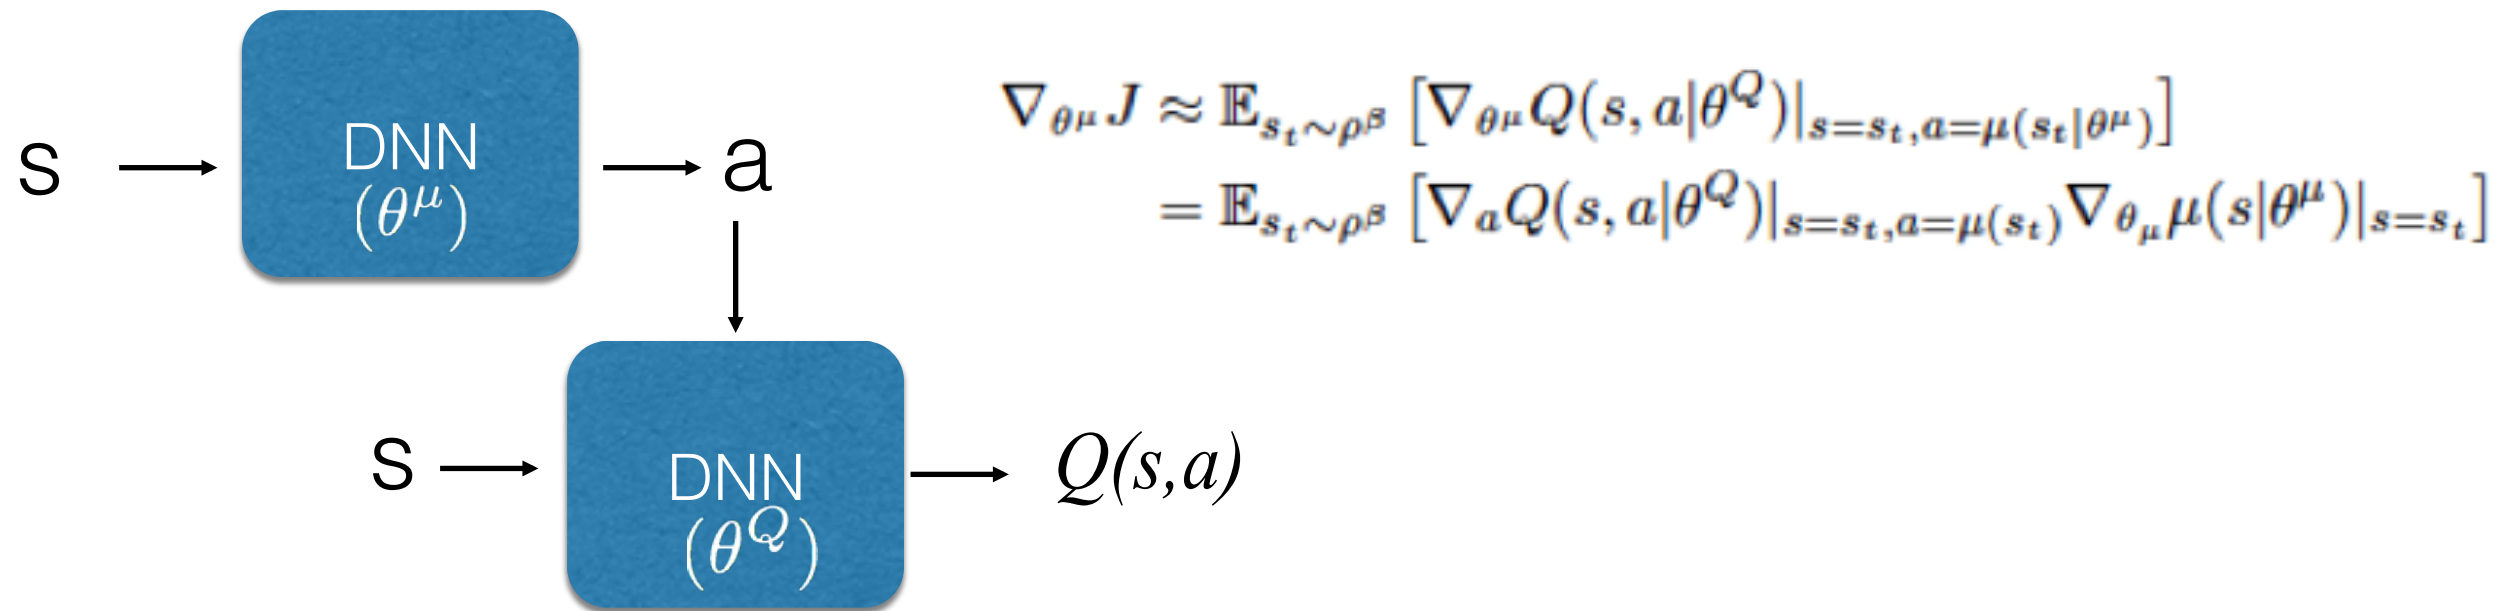 s
DNN
(θ^μ)
a
∇_{θ^μ} J ≈ 𝔼_{s_t∼ρ^β} [∇_{θ^μ} Q(s, a|θ^Q)|_{s=s_t, a=μ(s_t|θ^μ)}]
= 𝔼_{s_t∼ρ^β} [∇_a Q(s, a|θ^Q)|_{s=s_t, a=μ(s_t)} ∇_{θ_μ} μ(s|θ^μ)|_{s=s_t}]
s
DNN
(θ^Q)
Q(s,a)